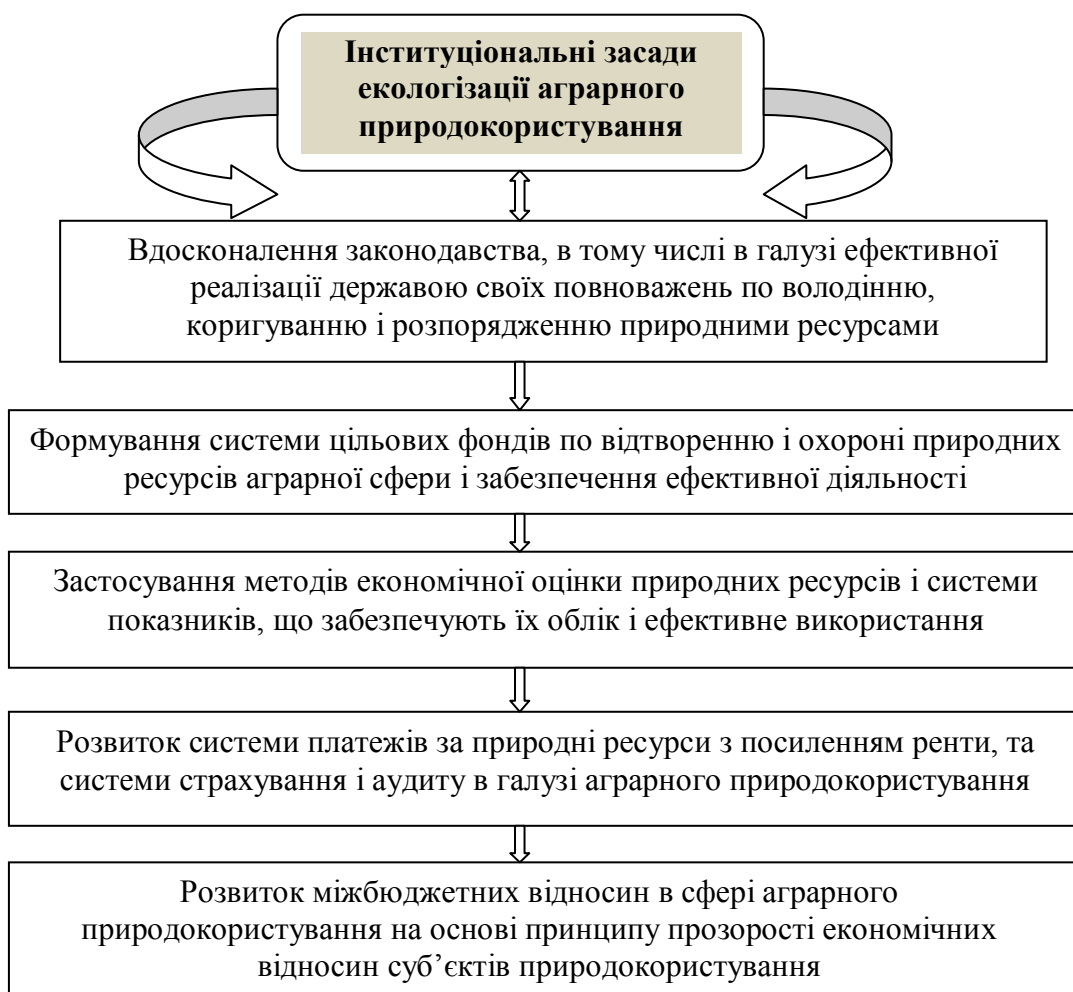 Інституціональні засади
екологізації аграрного
природокористування
Вдосконалення законодавства, в тому числі в галузі ефективної
реалізації державою своїх повноважень по володінню,
коригуванню і розпорядженню природними ресурсами
Формування системи цільових фондів по відтворенню і охороні природних
ресурсів аграрної сфери і забезпечення ефективної діяльності
Застосування методів економічної оцінки природних ресурсів і системи
показників, що забезпечують їх облік і ефективне використання
Розвиток системи платежів за природні ресурси з посиленням ренти, та
системи страхування і аудиту в галузі аграрного природокористування
Розвиток міжбюджетних відносин в сфері аграрного
природокористування на основі принципу прозорості економічних
відносин суб’єктів природокористування